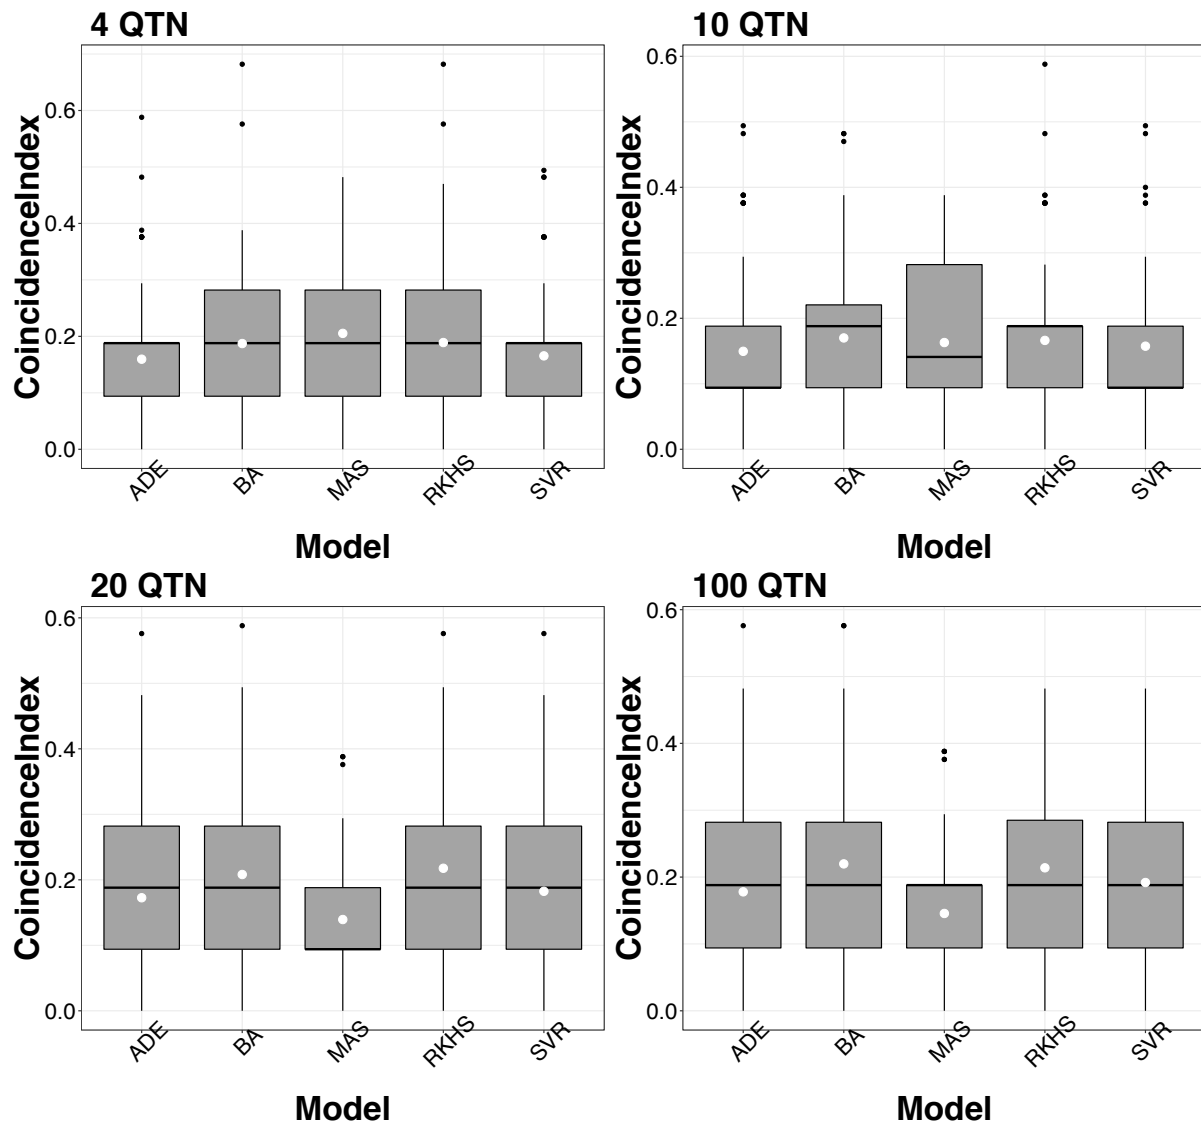 4 QTN
CoincidenceIndex
0.6
0.4
0.2
0.0
ADE
BA
MAS
RKHS
SVR
Model
10 QTN
CoincidenceIndex
0.6
0.4
0.2
0.0
ADE
BA
MAS
RKHS
SVR
Model
20 QTN
CoincidenceIndex
0.6
0.4
0.2
0.0
ADE
BA
MAS
RKHS
SVR
Model
100 QTN
CoincidenceIndex
0.6
0.4
0.2
0.0
ADE
BA
MAS
RKHS
SVR
Model